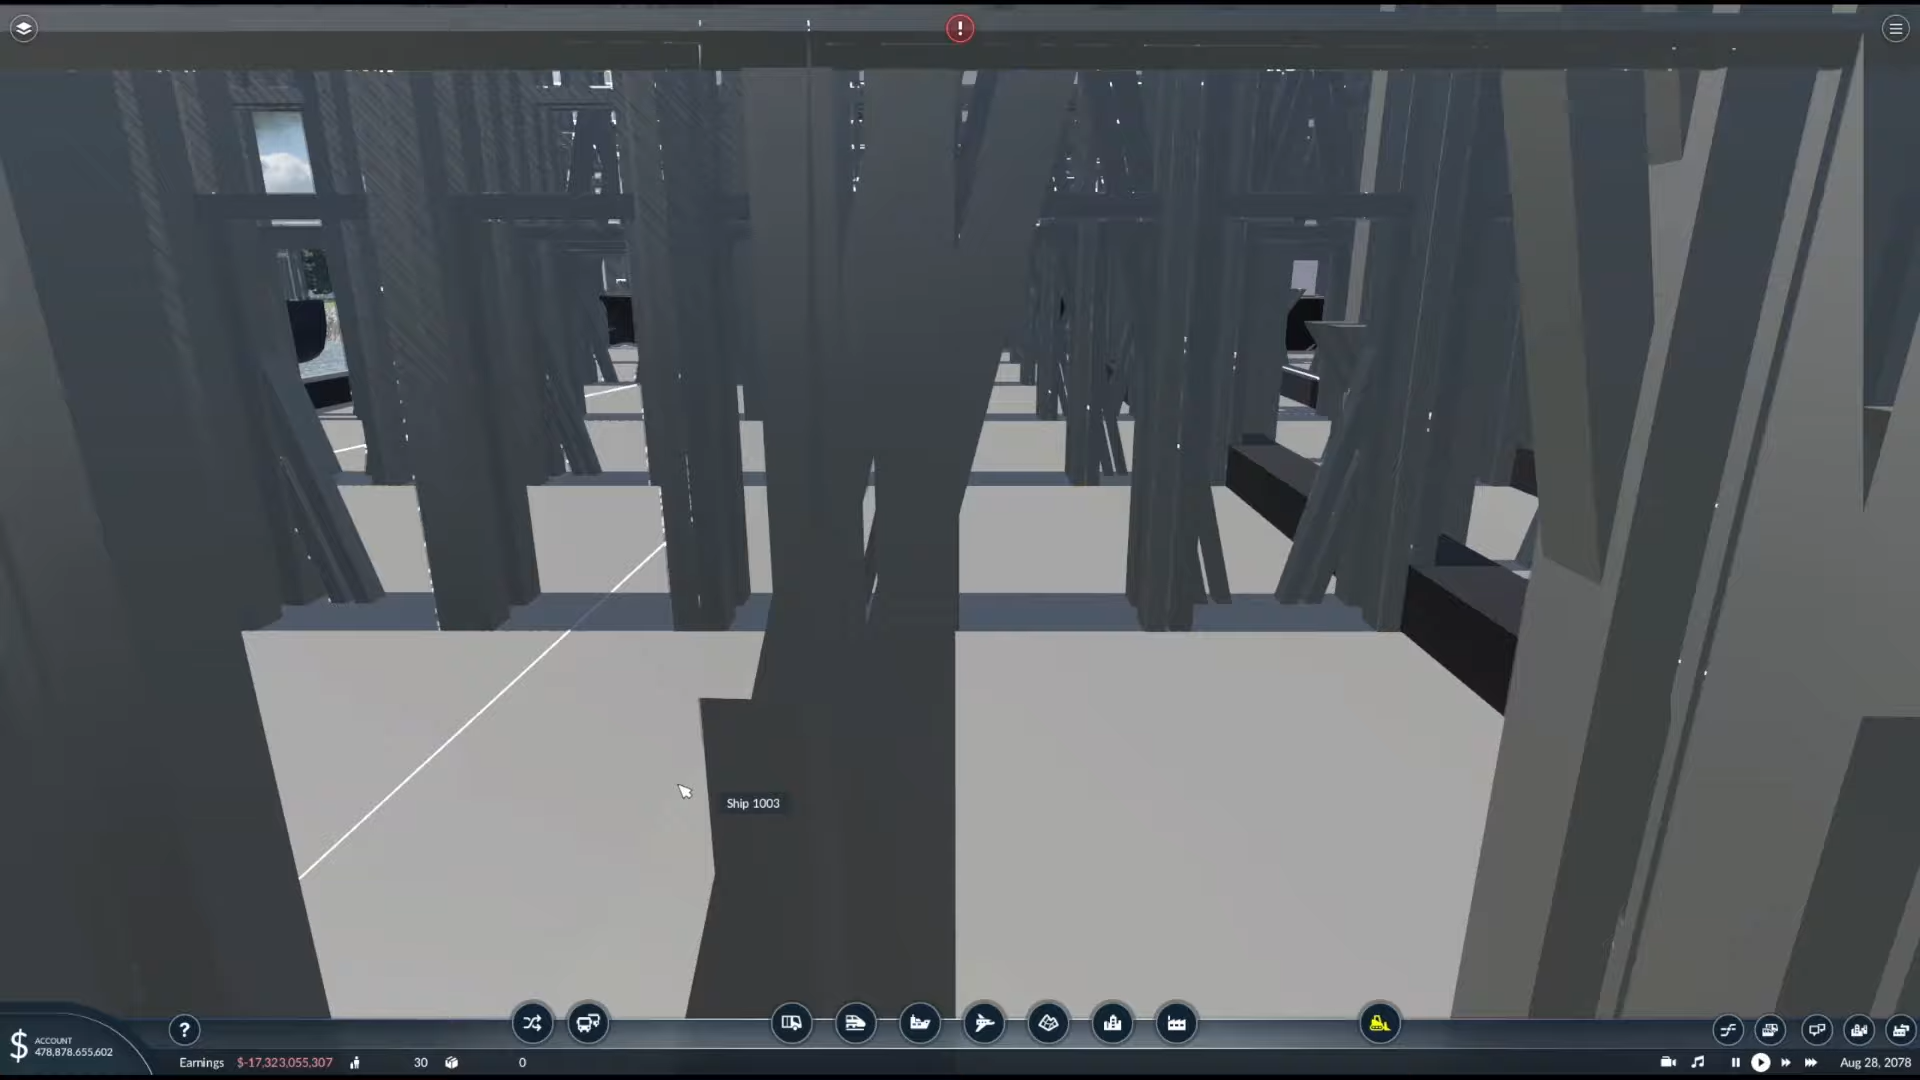 !
Ship 1003
$
ACCOUNT
478,878.655,602
?
Earnings $-17,323,055,307 30 0
Aug 28, 2078